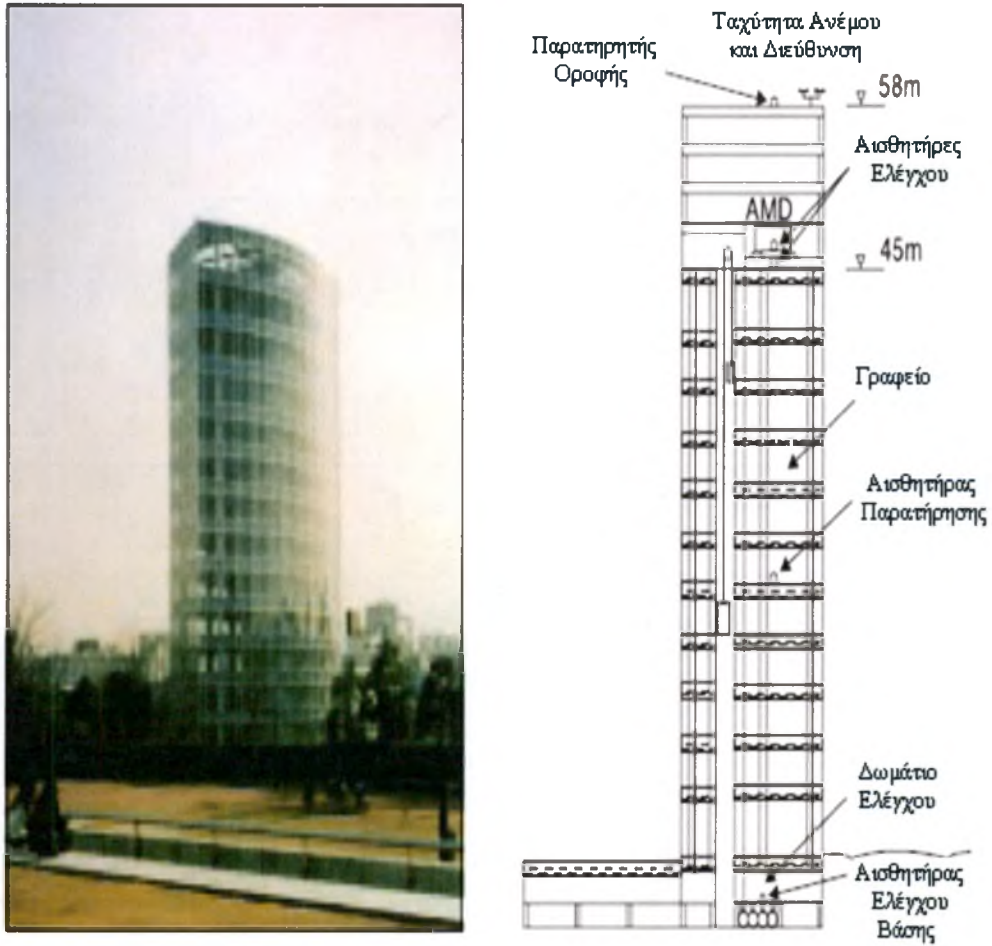 Ταχύτητα Ανέμου
και Διεύθυνση
Παρατηρητής
Οροφής
58m
Αισθητήρες
Ελέγχου
AMD
45m
Γραφείο
Αισθητήρας
Παρατήρησης
Δωμάτιο
Ελέγχου
Αισθητήρας
Ελέγχου
Βάσης